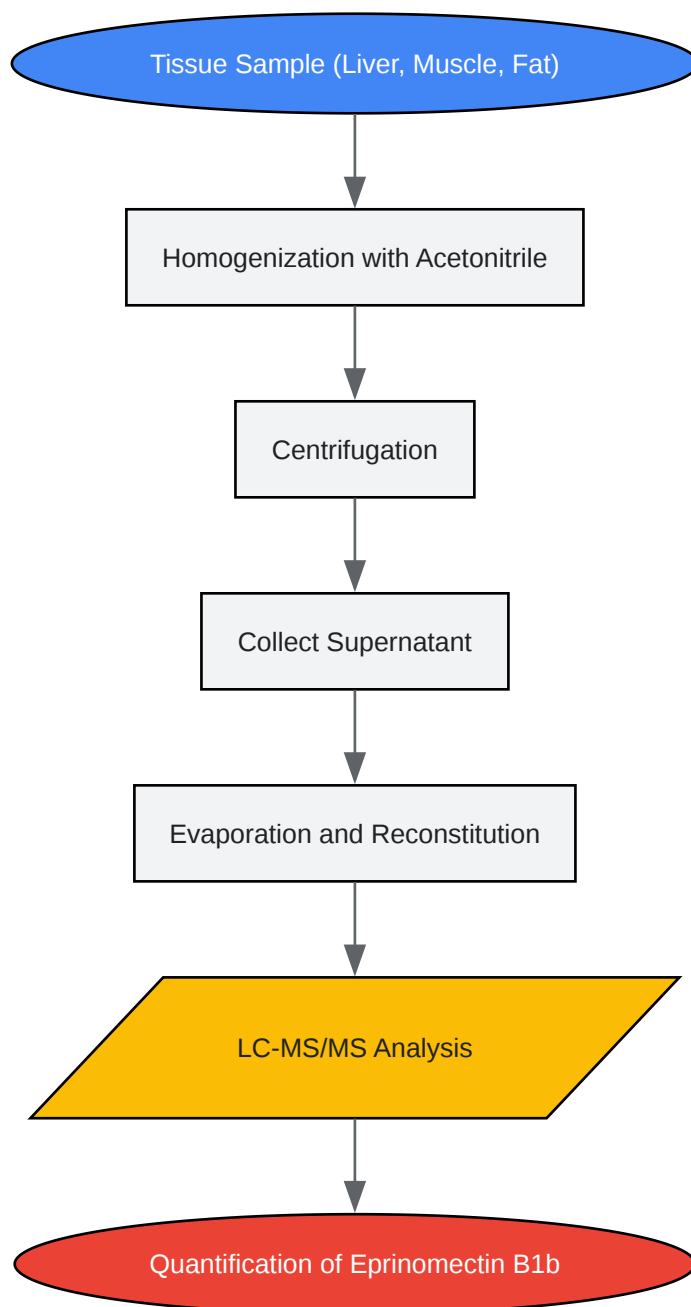 Tissue Sample (Liver, Muscle, Fat)
Homogenization with Acetonitrile
Centrifugation
Collect Supernatant
Evaporation and Reconstitution
LC-MS/MS Analysis
Quantification of Eprinomectin B1b